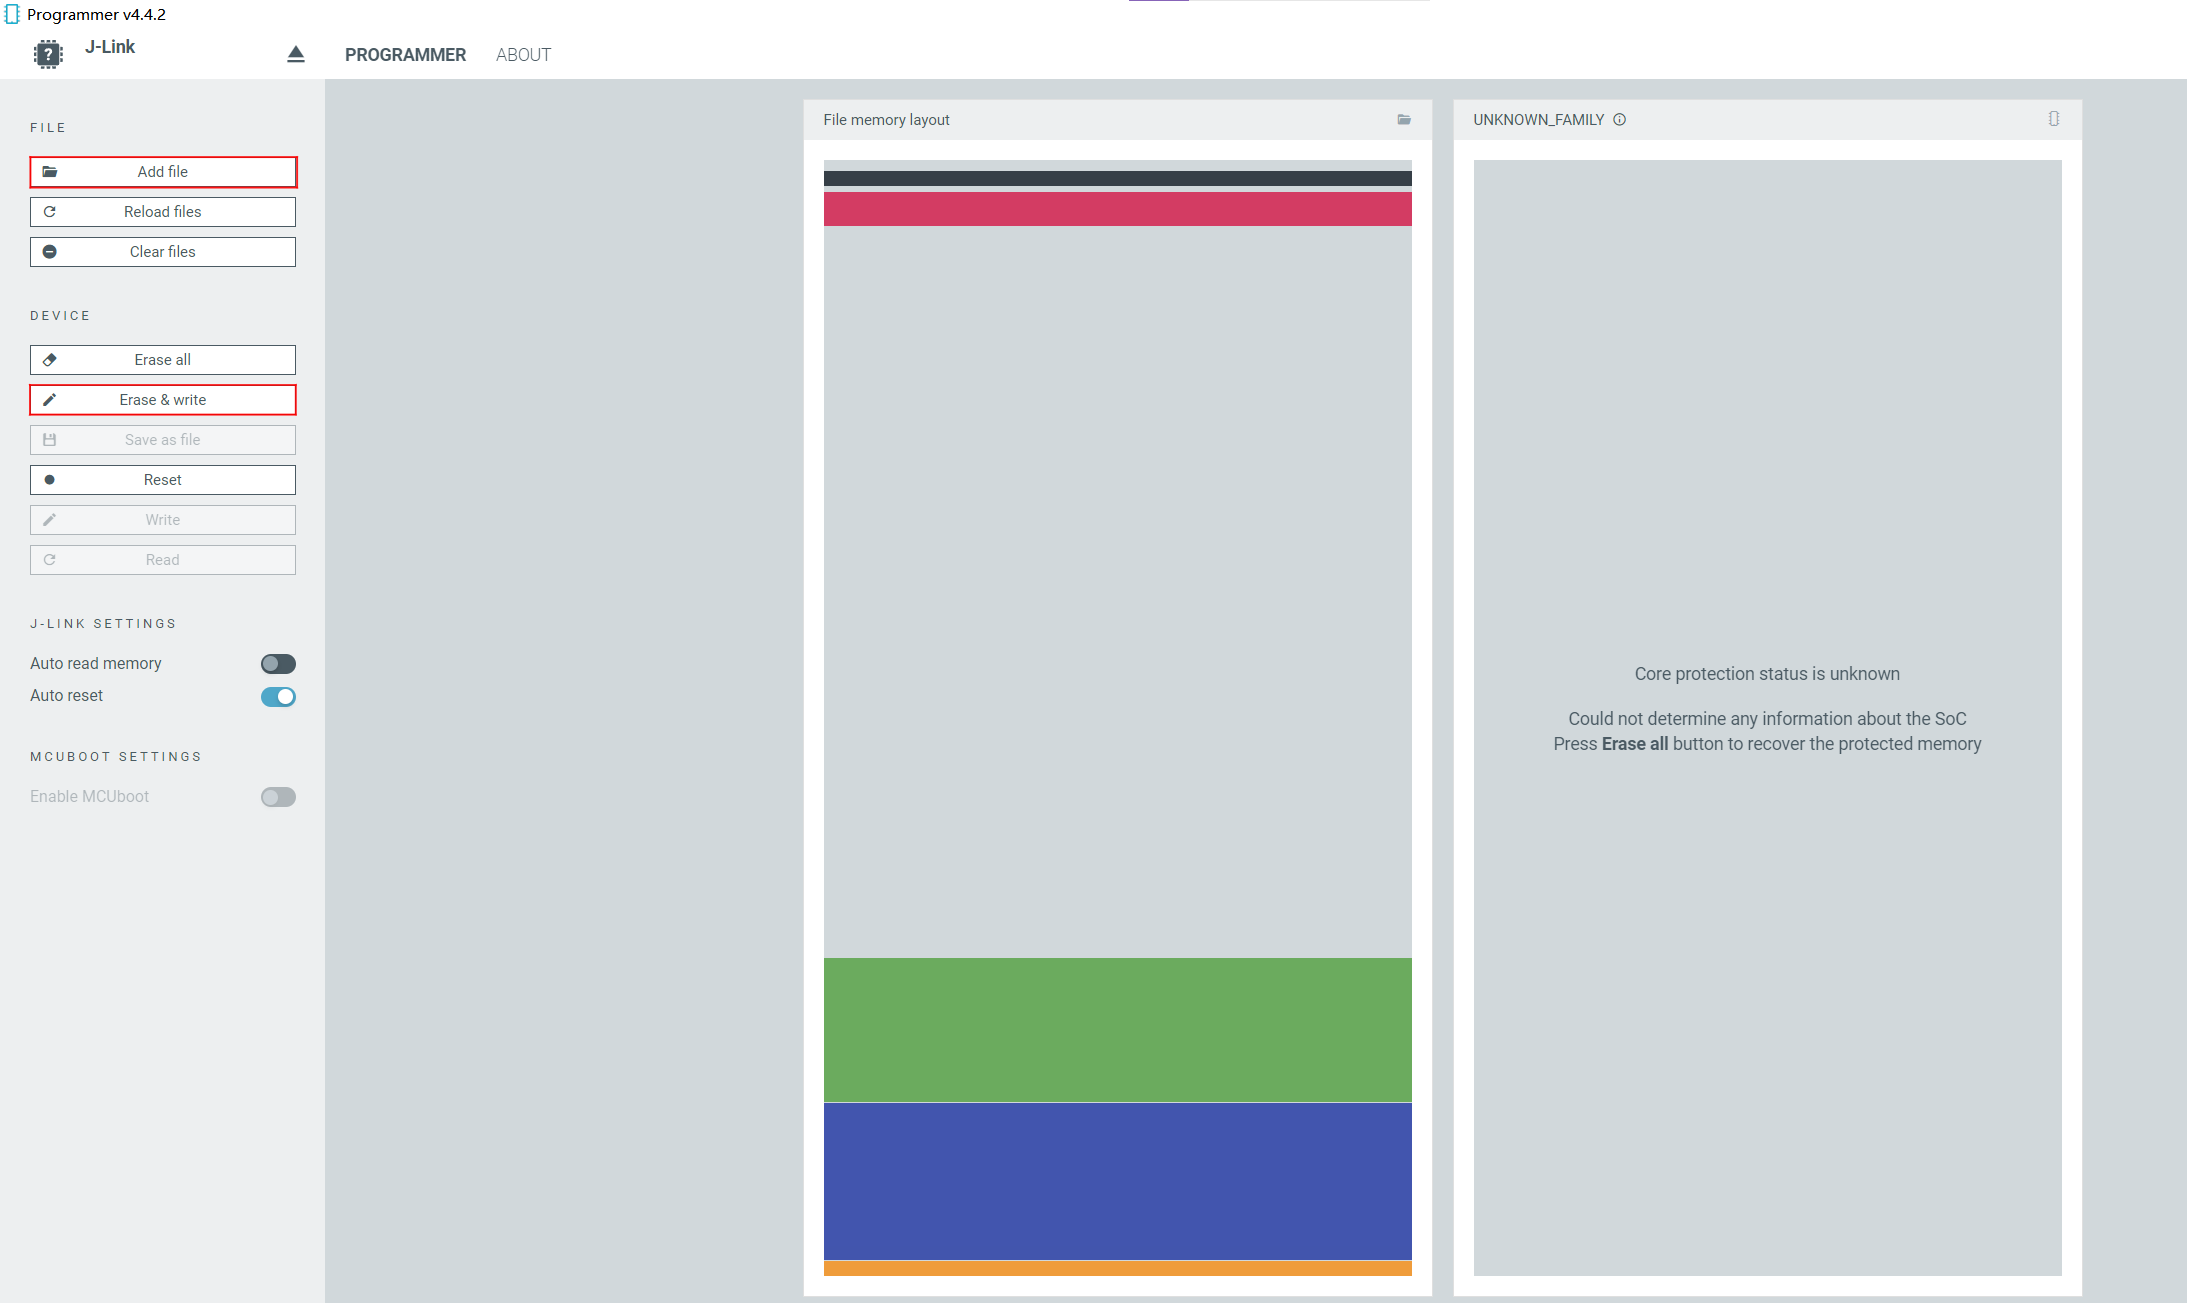 Programmer v4.4.2
J-Link
PROGRAMMER
ABOUT
FILE
Add file
Reload files
Clear files
DEVICE
Erase all
Erase & write
Save as file
Reset
Write
Read
J-LINK SETTINGS
Auto read memory
Auto reset
MCUBOOT SETTINGS
Enable MCUboot
File memory layout
UNKNOWN_FAMILY
Core protection status is unknown
Could not determine any information about the SoC
Press Erase all button to recover the protected memory